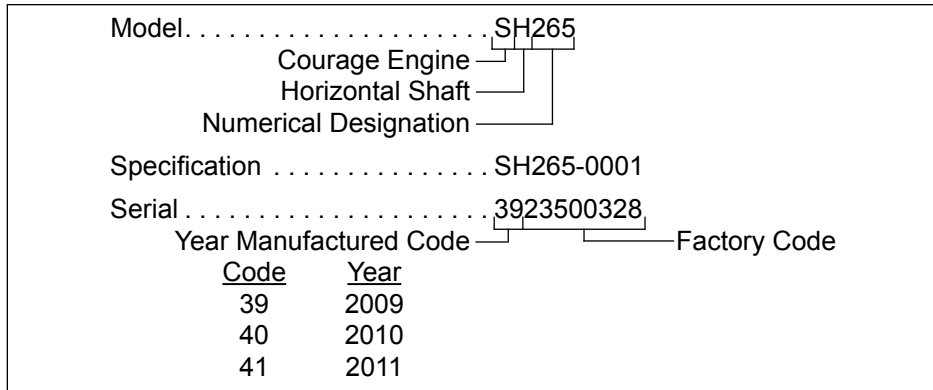 Model. . . . . . . . . . . . . . . . . . . . . SH265
Courage Engine
Horizontal Shaft
Numerical Designation
Specification . . . . . . . . . . . . . . . SH265-0001
Serial . . . . . . . . . . . . . . . . . . . . . 3923500328
Year Manufactured Code Factory Code
Code Year
39 2009
40 2010
41 2011